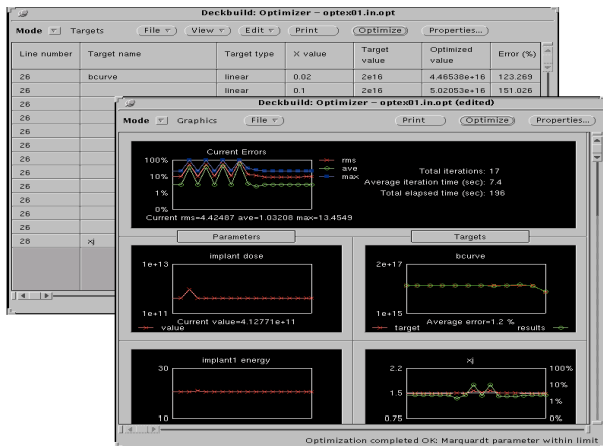 Deckbuild: Optimizer – optex01.in.opt
Mode Targets File View Edit Print Optimize Properties...
Line number Target name Target type X value Target value Optimized value Error (%)
26 bcurve linear 0.02 2e16 4.46538e+16 123.269
26 linear 0.1 2e16 5.02053e+16 151.026
26
26
26
26
26
26
26
26
26
26
28 xj
Deckbuild: Optimizer – optex01.in.opt (edited)
Mode Graphics File Print Optimize Properties...
Current Errors
100%
10%
1%
0%
rms
ave
max
Total iterations: 17
Average iteration time (sec): 7.4
Total elapsed time (sec): 196
Current rms=4.42487 ave=1.03208 max=13.4549
Parameters
implant dose
1e+13
1e+11
Current value=4.12771e+11
value
implant1 energy
30
10
Targets
bcurve
2e+17
1e+15
Average error=1.2 %
target results
xj
2.2
1.5
0.75
100%
10%
1%
0%
Optimization completed OK: Marquardt parameter within limit